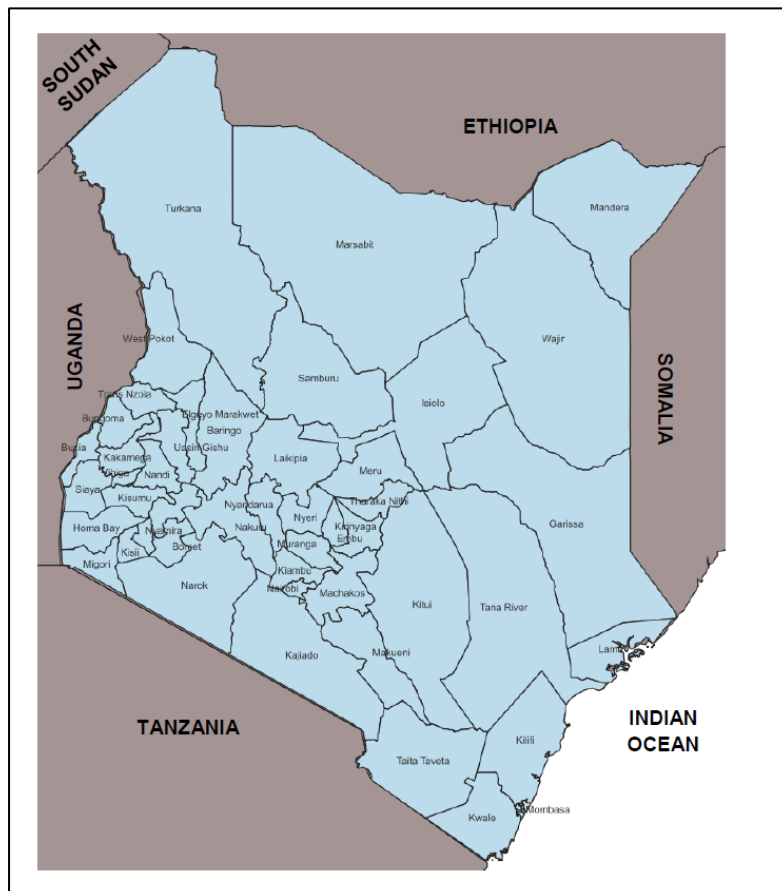 SOUTH
SUDAN
ETHIOPIA
Mandera
Turkana
Marsabit
UGANDA
West Pokot
Wajir
SOMALIA
Samburu
Trans Nzoia
Isiolo
Bungoma
Elgeyo Marakwet
Baringo
Busia
Uasin Gishu
Kakamega
Laikipia
Vihiga
Nandi
Meru
Siaya
Kisumu
Nyandarua
Tharaka Nithi
Homa Bay
Nyamira
Nakuru
Nyeri
Kirinyaga
Embu
Garissa
Kisii
Bomet
Muranga
Migori
Kiambu
Narok
Nairobi
Machakos
Kitui
Tana River
Kajiado
Makueni
Lamu
TANZANIA
INDIAN
OCEAN
Kilifi
Taita Taveta
Kwale
Mombasa